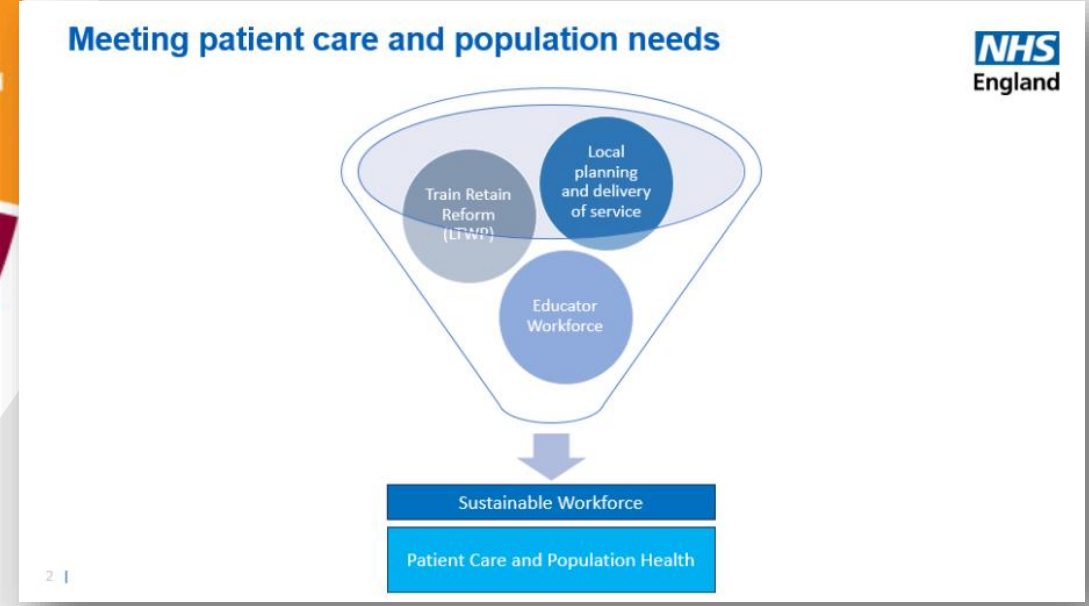 Meeting patient care and population needs
NHS
England
Local
planning
and delivery
of service
Train Retain
Reform
(LTWP)
Educator
Workforce
Sustainable Workforce
Patient Care and Population Health
2 |